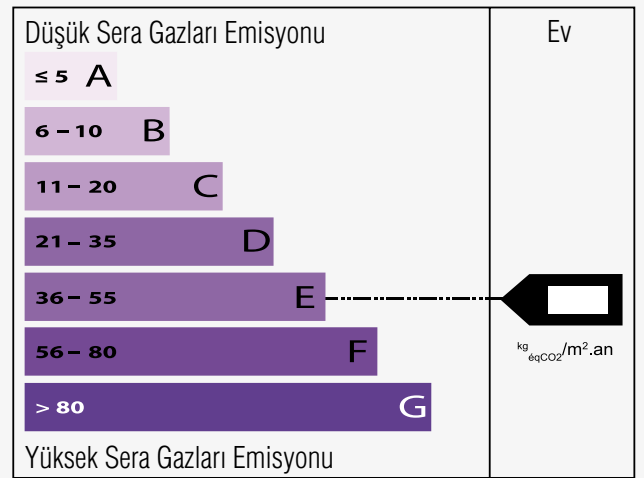 Düşük Sera Gazları Emisyonu
Ev
≤ 5 A
6 – 10 B
11 – 20 C
21 – 35 D
36 – 55 E
kg éqCO2/m².an
56 – 80 F
> 80 G
Yüksek Sera Gazları Emisyonu